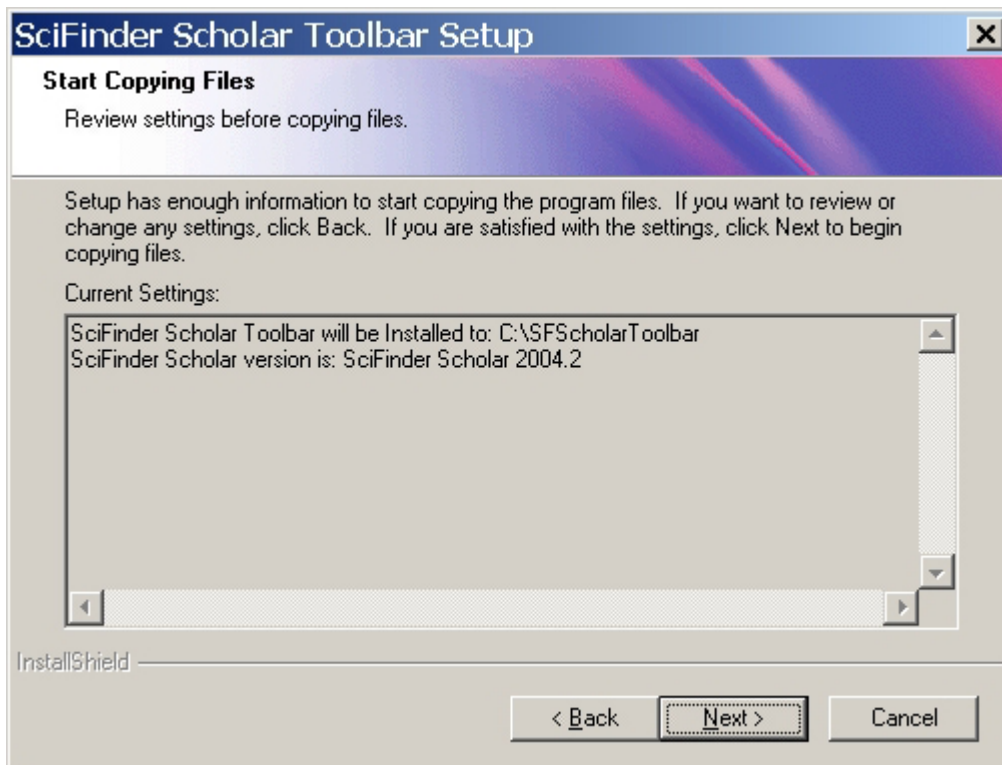 SciFinder Scholar Toolbar Setup
Start Copying Files
Review settings before copying files.
Setup has enough information to start copying the program files.  If you want to review or
change any settings, click Back.  If you are satisfied with the settings, click Next to begin
copying files.
Current Settings:
SciFinder Scholar Toolbar will be Installed to: C:\SFScholarToolbar
SciFinder Scholar version is: SciFinder Scholar 2004.2
InstallShield
< Back
Next >
Cancel